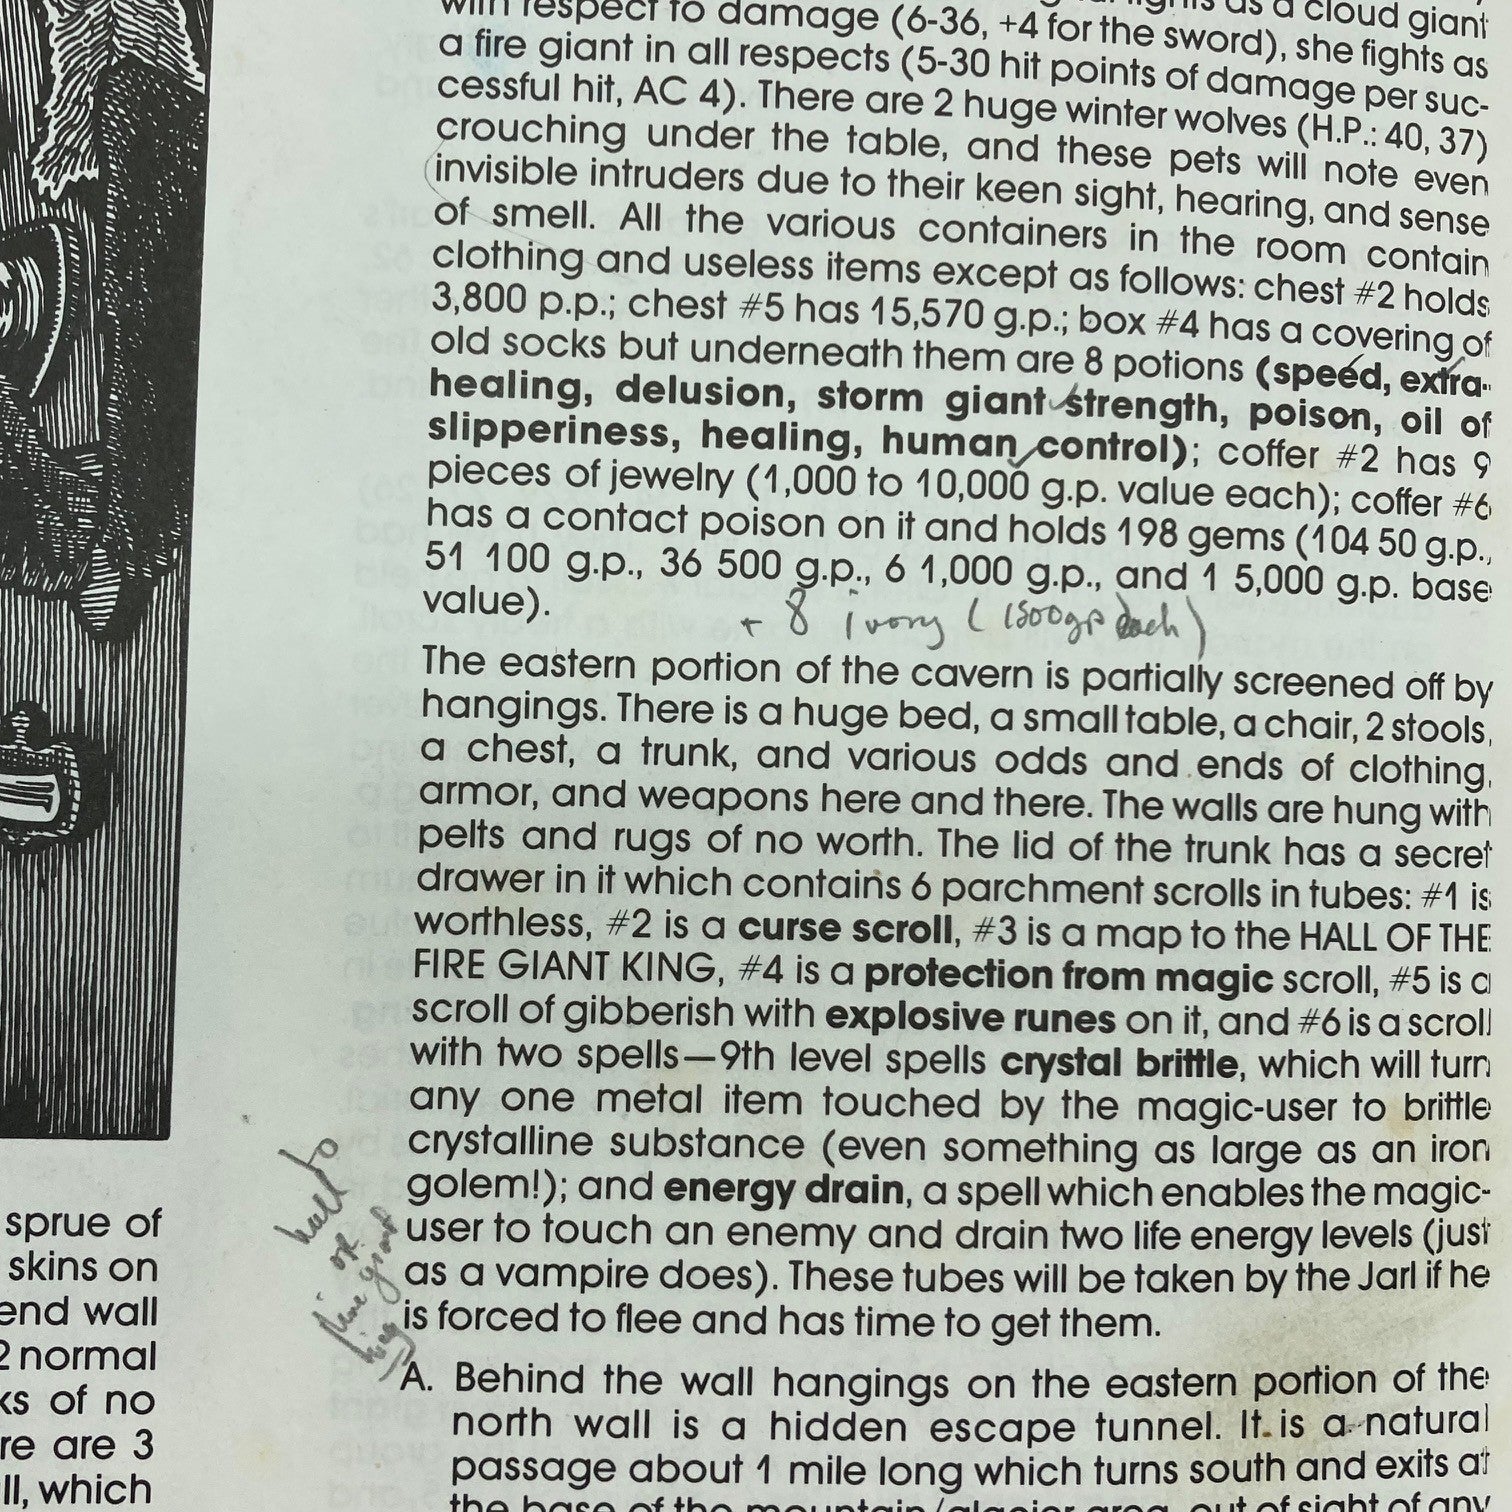 with respect to damage (6-36, +4 for the sword), she fights as
a fire giant in all respects (5-30 hit points of damage per suc-
cessful hit, AC 4). There are 2 huge winter wolves (H.P.: 40, 37)
crouching under the table, and these pets will note even
invisible intruders due to their keen sight, hearing, and sense
of smell. All the various containers in the room contain
clothing and useless items except as follows: chest #2 holds
3,800 p.p.; chest #5 has 15,570 g.p.; box #4 has a covering of
old socks but underneath them are 8 potions (speed, extra-
healing, delusion, storm giant strength, poison, oil of
slipperiness, healing, human control); coffer #2 has 9
pieces of jewelry (1,000 to 10,000 g.p. value each); coffer #6
has a contact poison on it and holds 198 gems (104 50 g.p.,
51 100 g.p., 36 500 g.p., 6 1,000 g.p., and 1 5,000 g.p. base
value).
+ 8 ivory (1500gp each)
The eastern portion of the cavern is partially screened off by
hangings. There is a huge bed, a small table, a chair, 2 stools,
a chest, a trunk, and various odds and ends of clothing,
armor, and weapons here and there. The walls are hung with
pelts and rugs of no worth. The lid of the trunk has a secret
drawer in it which contains 6 parchment scrolls in tubes: #1 is
worthless, #2 is a curse scroll, #3 is a map to the HALL OF THE
FIRE GIANT KING, #4 is a protection from magic scroll, #5 is a
scroll of gibberish with explosive runes on it, and #6 is a scroll
with two spells—9th level spells crystal brittle, which will turn
any one metal item touched by the magic-user to brittle
crystalline substance (even something as large as an iron
golem!); and energy drain, a spell which enables the magic-
user to touch an enemy and drain two life energy levels (just
as a vampire does). These tubes will be taken by the Jarl if he
is forced to flee and has time to get them.
A. Behind the wall hangings on the eastern portion of the
north wall is a hidden escape tunnel. It is a natural
passage about 1 mile long which turns south and exits at
the base of the mountain/glacier area, out of sight of any
fire giant
sprue of
skins on
end wall
2 normal
ks of no
re are 3
ll, which